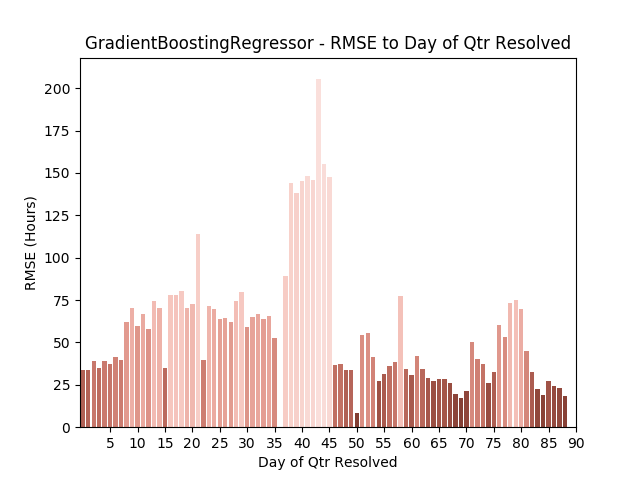 GradientBoostingRegressor - RMSE to Day of Qtr Resolved
RMSE (Hours)
200
175
150
125
100
75
50
25
0
5 10 15 20 25 30 35 40 45 50 55 60 65 70 75 80 85 90
Day of Qtr Resolved